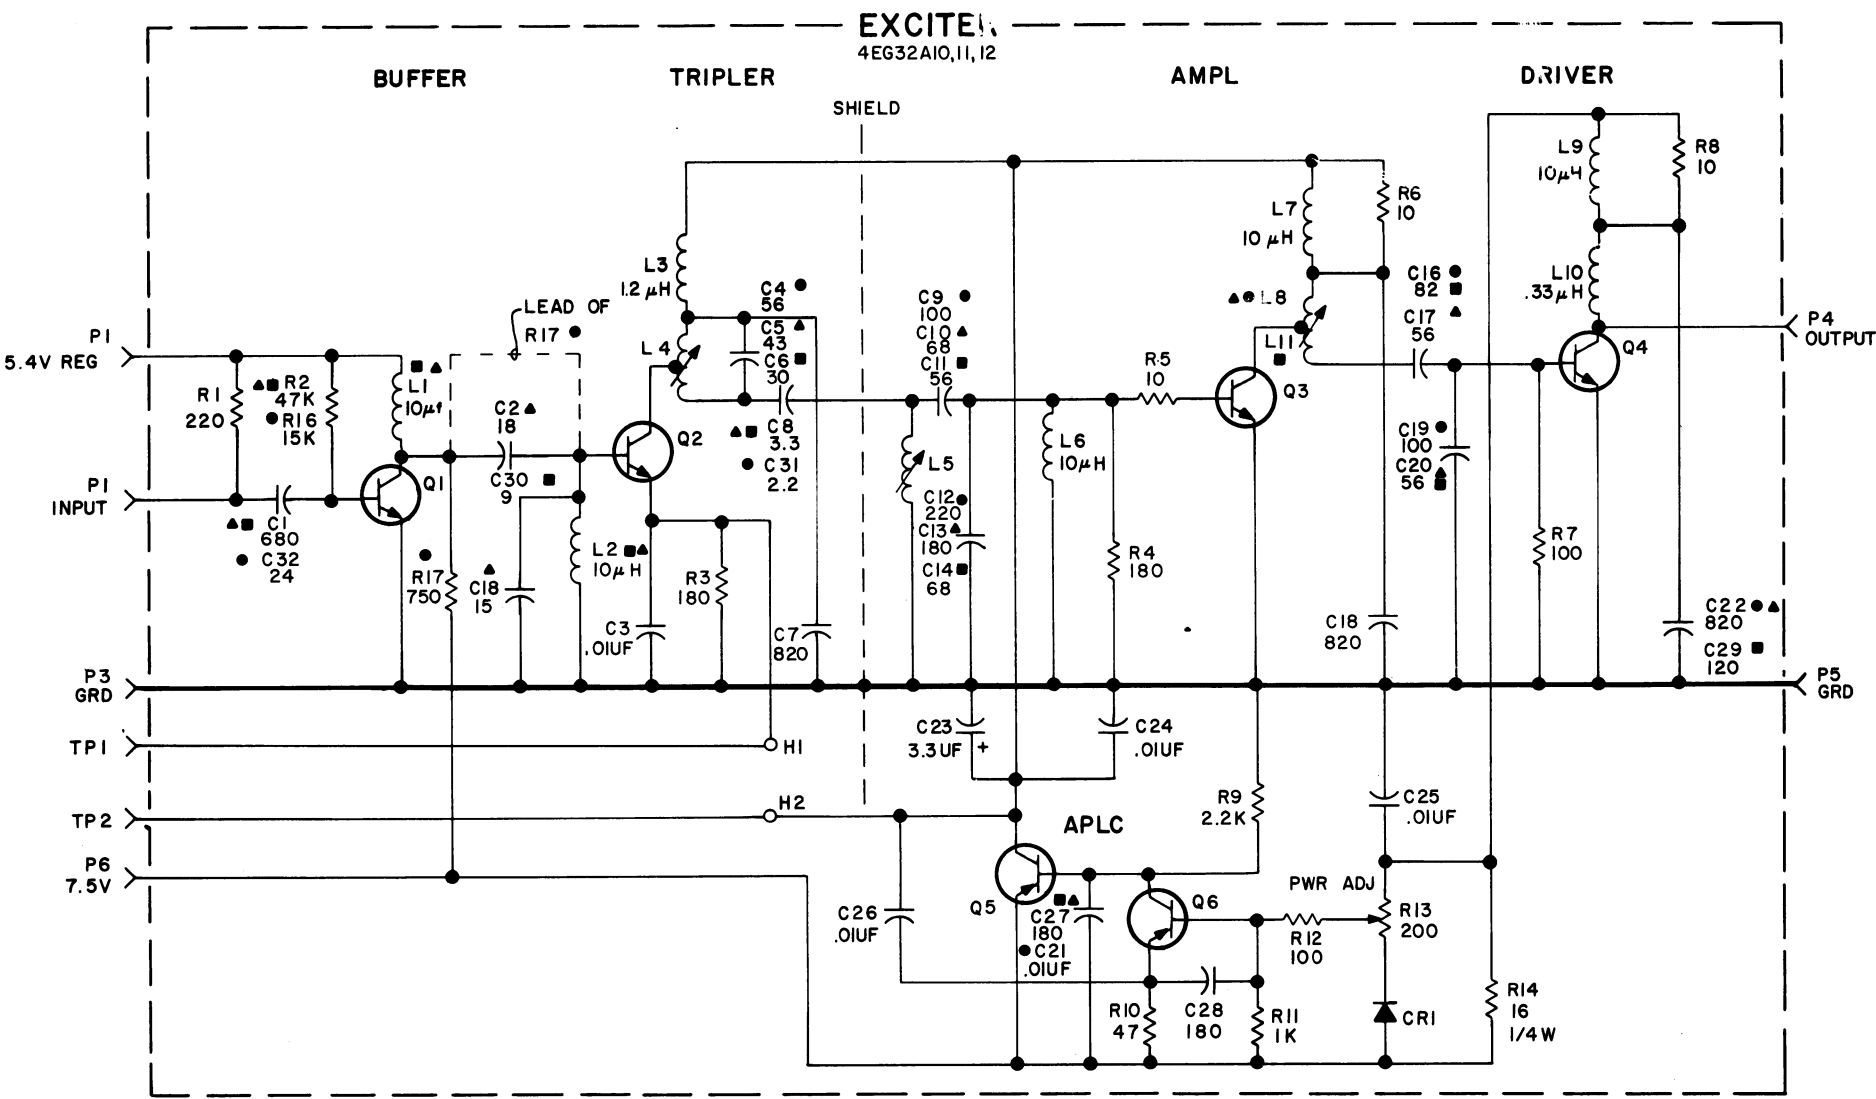 EXCITER
4EG32A10,11,12
BUFFER
TRIPLER
AMPL
DRIVER
SHIELD
L9
10µH
R8
10
L7
10 µH
R6
10
L3
1.2 µH
C4
56
C5
43
C6
30
C9
100
C10
68
C11
56
L8
L11
C16
82
C17
56
L10
.33µH
P4
OUTPUT
LEAD OF
R17
P1
5.4V REG
R1
220
R2
47K
R16
15K
L1
C2
18
L4
Q2
C8
3.3
C31
2.2
R5
10
Q3
Q4
P1
INPUT
C1
680
C32
24
Q1
C30
9
L5
L6
10µH
C19
100
C20
56
C12
220
C13
180
C14
68
R4
180
R7
100
R17
750
C18
15
L2
10µH
C3
.01UF
R3
180
C7
820
C18
820
C22
820
C29
120
P3
GRD
P5
GRD
TP1
H1
C23
3.3UF +
C24
.01UF
TP2
H2
APLC
R9
2.2K
C25
.01UF
P6
7.5V
PWR ADJ
C26
.01UF
Q5
C27
180
C21
.01UF
Q6
R12
100
R13
200
R10
47
C28
180
R11
1K
CR1
R14
16
1/4W